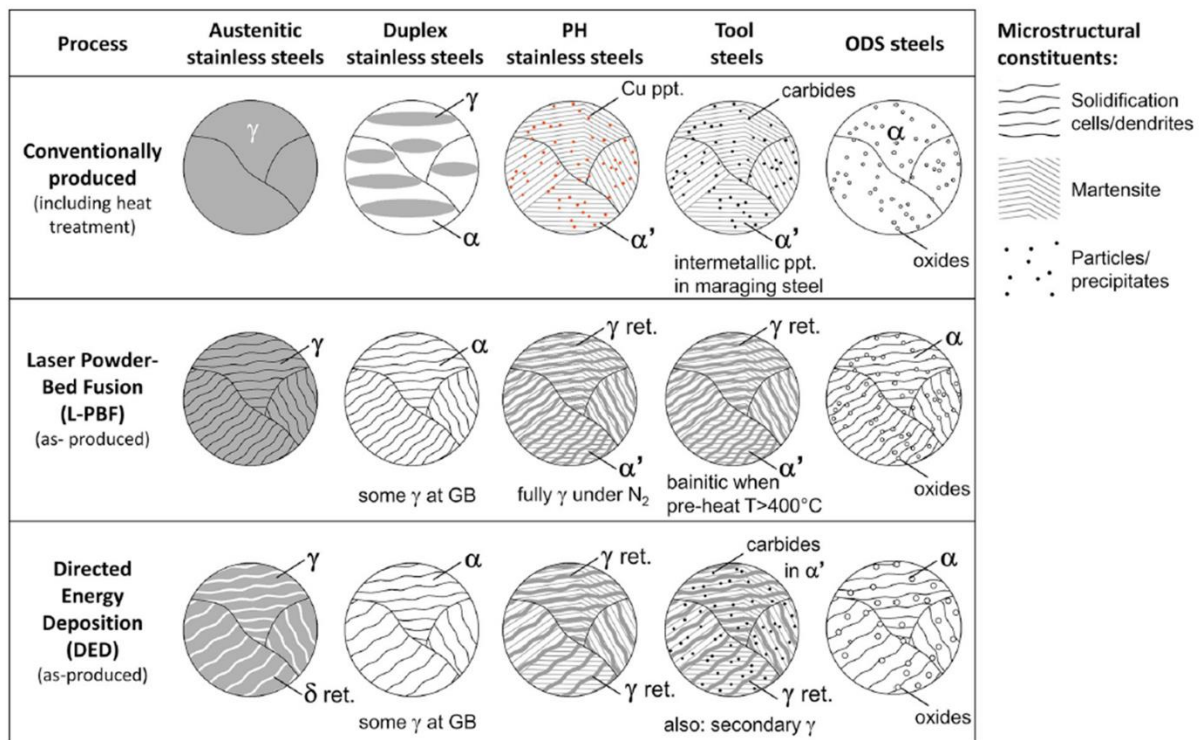 Process
Austenitic
stainless steels
Duplex
stainless steels
PH
stainless steels
Tool
steels
ODS steels
Microstructural
constituents:
Solidification
cells/dendrites
Martensite
Particles/
precipitates
Conventionally
produced
(including heat
treatment)
γ
γ
α
Cu ppt.
α’
carbides
α’
intermetallic ppt.
in maraging steel
α
oxides
Laser Powder-
Bed Fusion
(L-PBF)
(as- produced)
γ
α
some γ at GB
γ ret.
α’
fully γ under N₂
γ ret.
α’
bainitic when
pre-heat T>400°C
α
oxides
Directed
Energy
Deposition
(DED)
(as-produced)
γ
δ ret.
α
some γ at GB
γ ret.
γ ret.
carbides
in α’
γ ret.
also: secondary γ
α
oxides